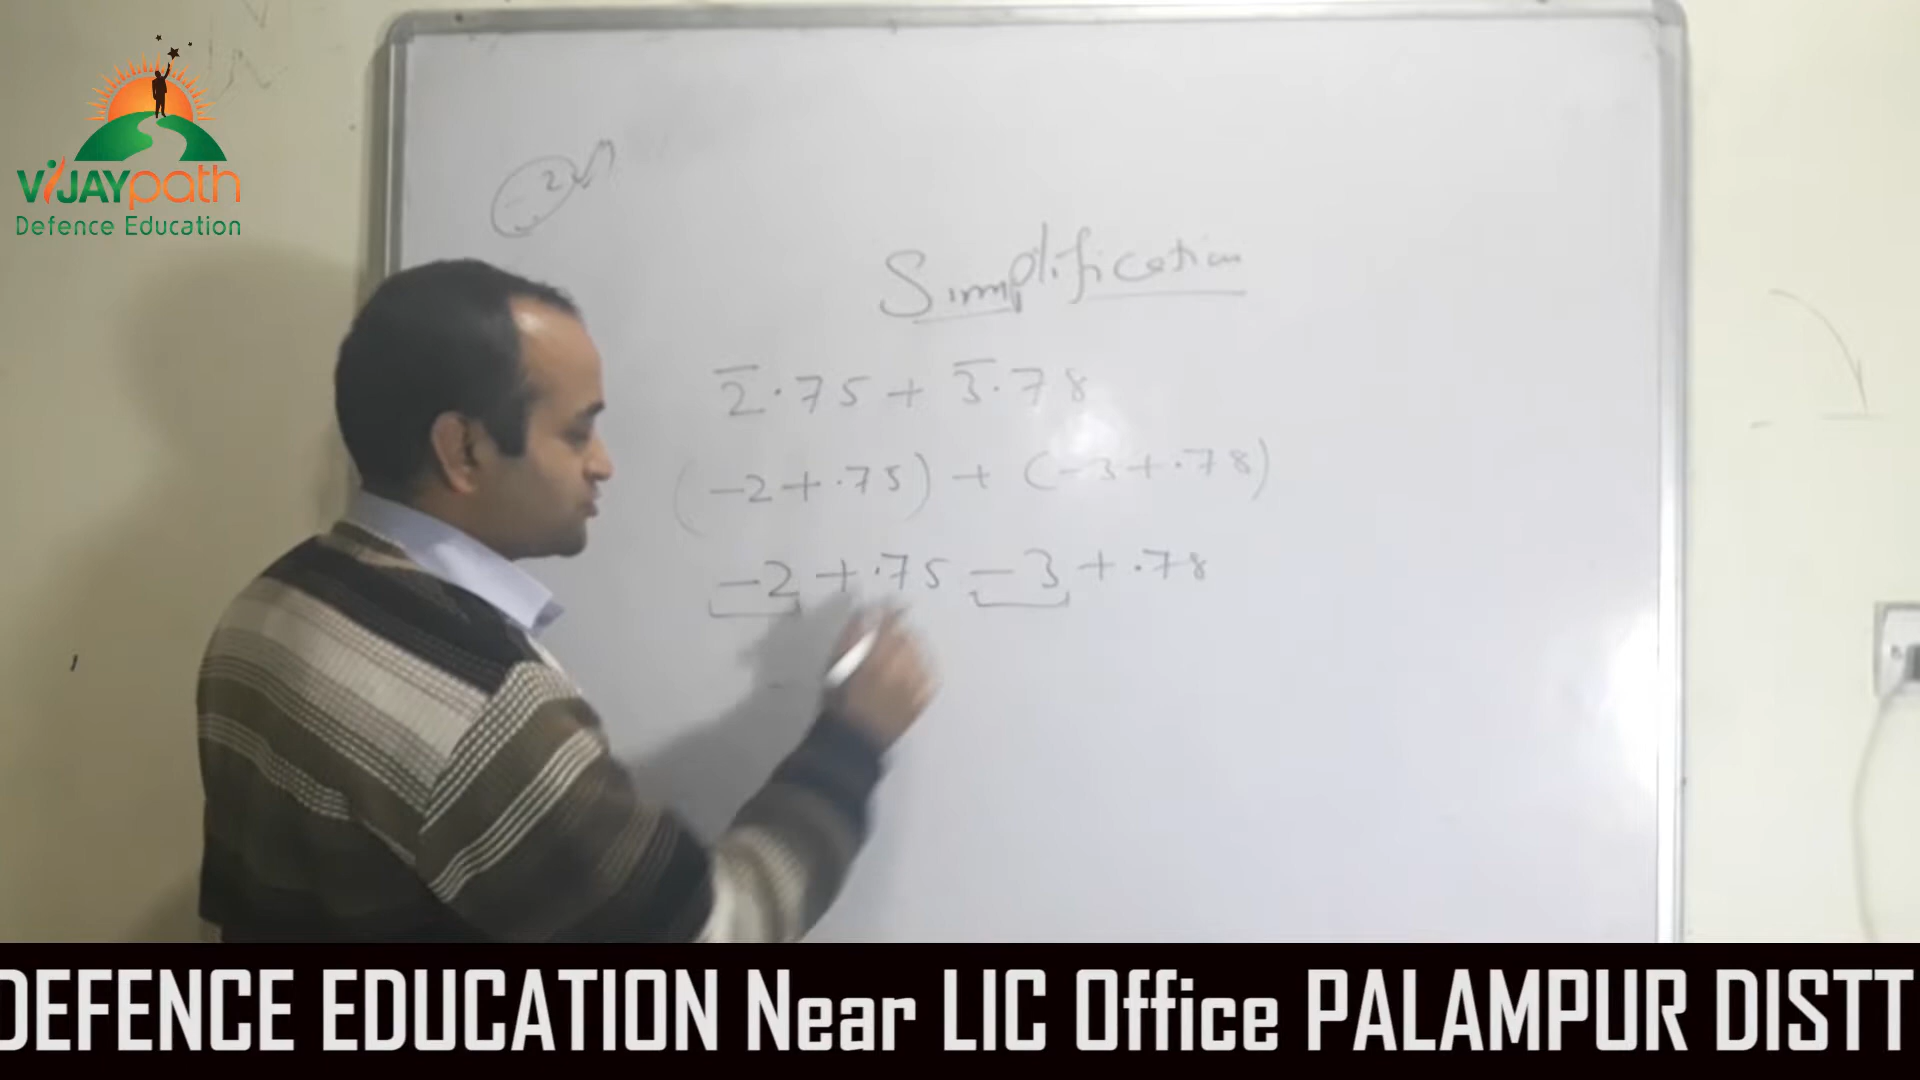 VIJAYpath
Defence Education
Simplification
2̅.75 + 3̅.78
(-2+.75) + (-3+.78)
-2 +.75 -3 +.78
DEFENCE EDUCATION Near LIC Office PALAMPUR DISTT